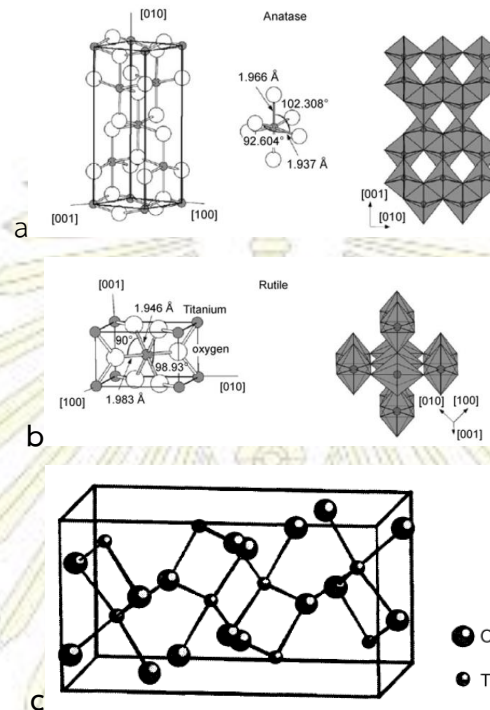 [010]
Anatase
1.966 Å
102.308°
92.604°
1.937 Å
[001]
[100]
[001]
[010]
a
[001]
Rutile
1.946 Å
Titanium
90°
oxygen
98.93°
[010]
[100]
1.983 Å
[010]
[100]
[001]
b
O
T
c